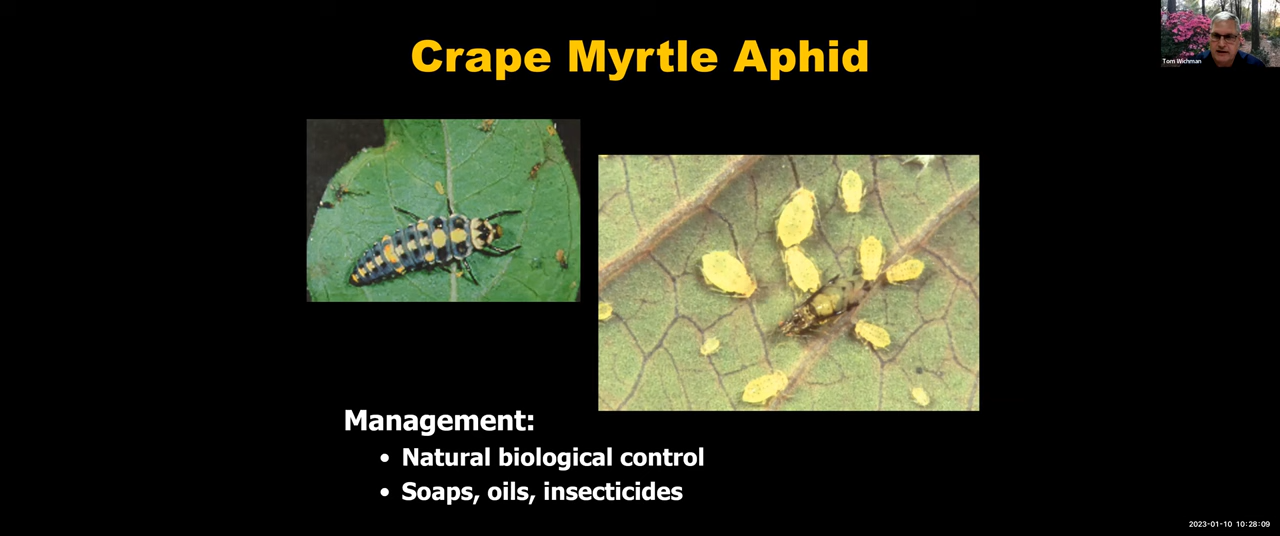 Crape Myrtle Aphid
Tom Wichman
Management:
• Natural biological control
• Soaps, oils, insecticides
2023-01-10 10:28:09